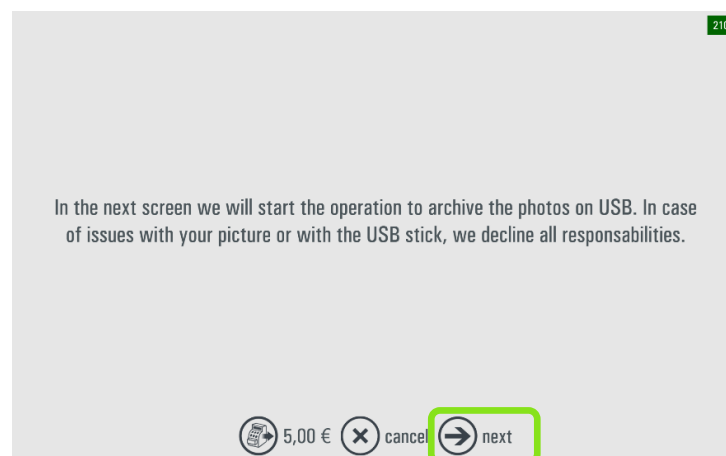 210
In the next screen we will start the operation to archive the photos on USB. In case
of issues with your picture or with the USB stick, we decline all responsabilities.
5,00 € cancel next